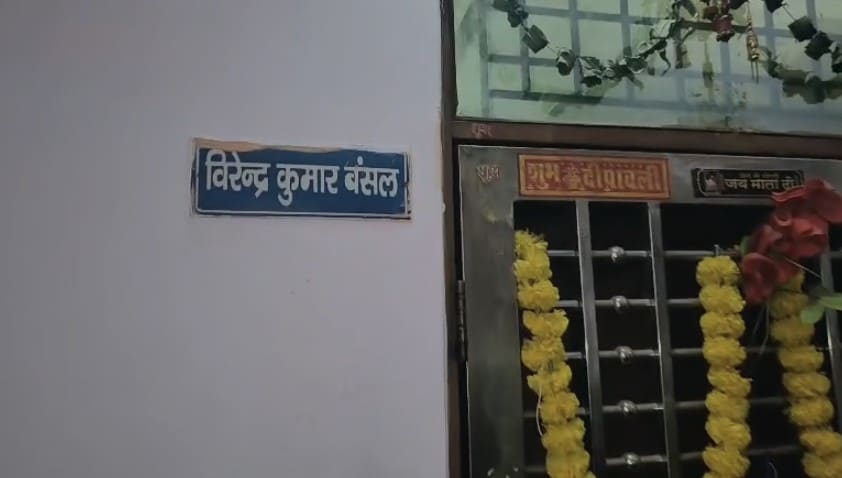 विरेन्द्र कुमार बंसल
शुभ दीपावली
जय माता दी